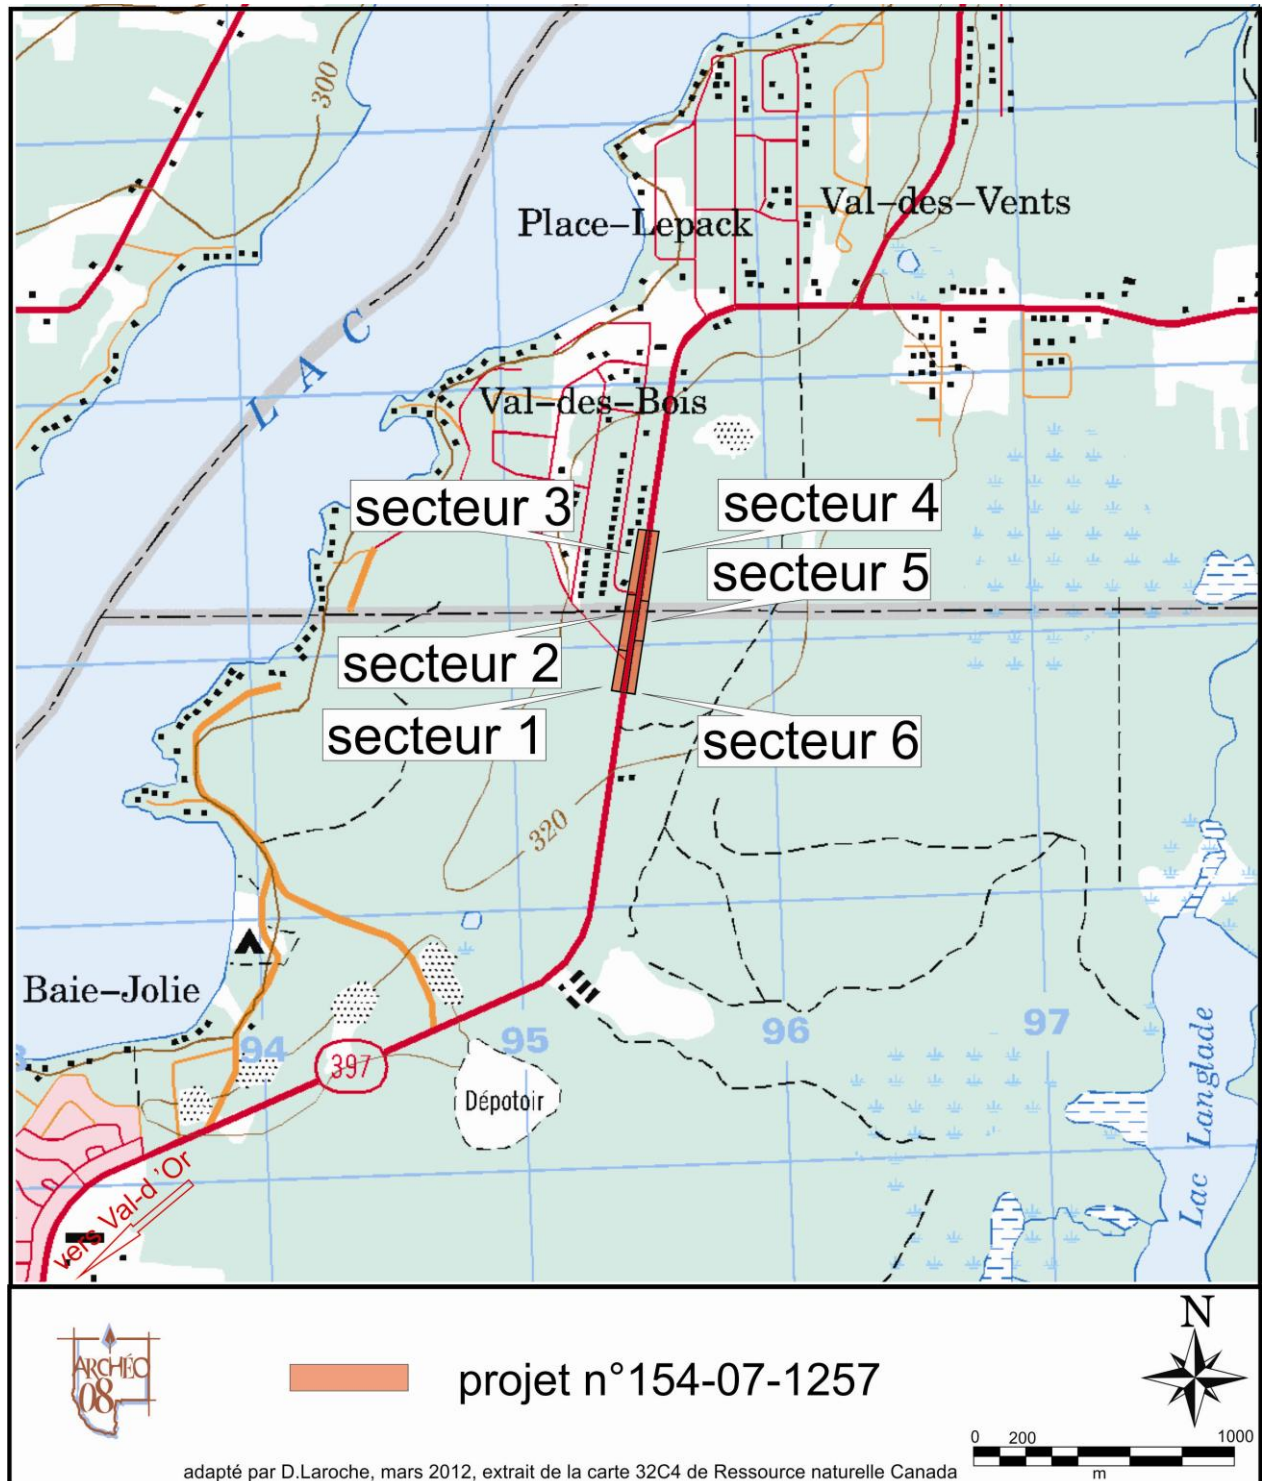 300
Place-Lepack
Val-des-Vents
LAC
Val-des-Bois
secteur 3
secteur 4
secteur 5
secteur 2
secteur 1
secteur 6
320
Baie-Jolie
94
95
96
97
397
Dépotoir
Lac Langlade
vers Val-d'Or
N
ARCHÉO
08
projet n°154-07-1257
0 200 1000
m
adapté par D.Laroche, mars 2012, extrait de la carte 32C4 de Ressource naturelle Canada